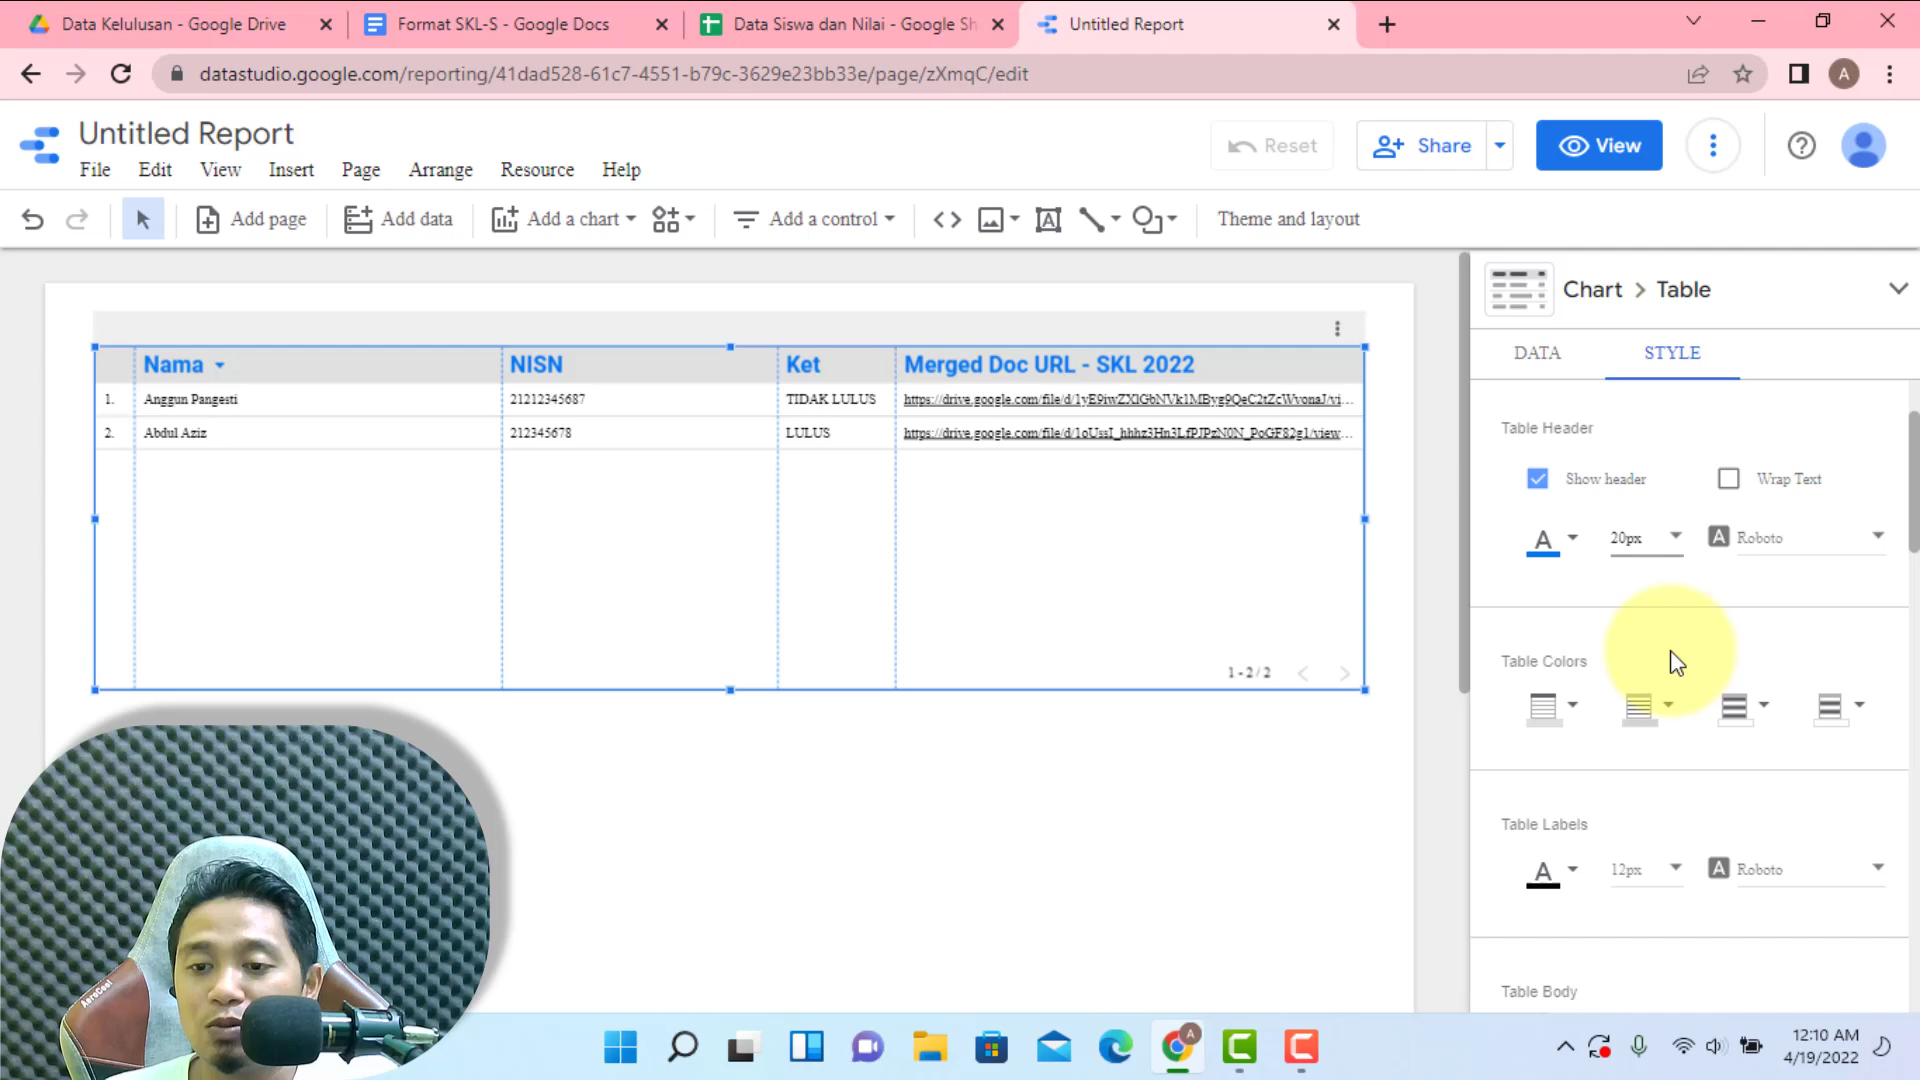 Data Kelulusan - Google Drive
Format SKL-S - Google Docs
Data Siswa dan Nilai - Google Sh
Untitled Report
datastudio.google.com/reporting/41dad528-61c7-4551-b79c-3629e23bb33e/page/zXmqC/edit
A
Untitled Report
File Edit View Insert Page Arrange Resource Help
Reset
Share
View
Add page
Add data
Add a chart
Add a control
Theme and layout
Chart > Table
DATA
STYLE
Nama NISN Ket Merged Doc URL - SKL 2022
1. Anggun Pangesti 21212345687 TIDAK LULUS
2. Abdul Aziz 212345678 LULUS
1 - 2 / 2
Table Header
Show header
Wrap Text
A 20px A Roboto
Table Colors
Table Labels
A 12px A Roboto
Table Body
AeroCool
A
12:10 AM
4/19/2022